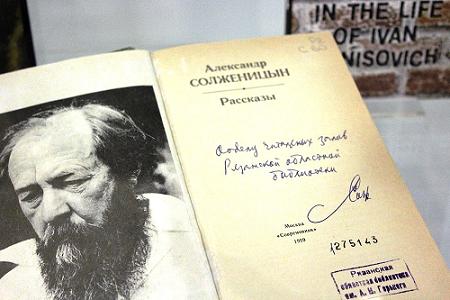 IN THE LIFE
OF IVAN
NISOVICH
Александр
СОЛЖЕНИЦЫН
Рассказы
Отделу читальных залов
Рязанской областной
библиотеки
Москва
«Современник»
1989
1275143
Рязанская
областная библиотека
им. А. М. Горького